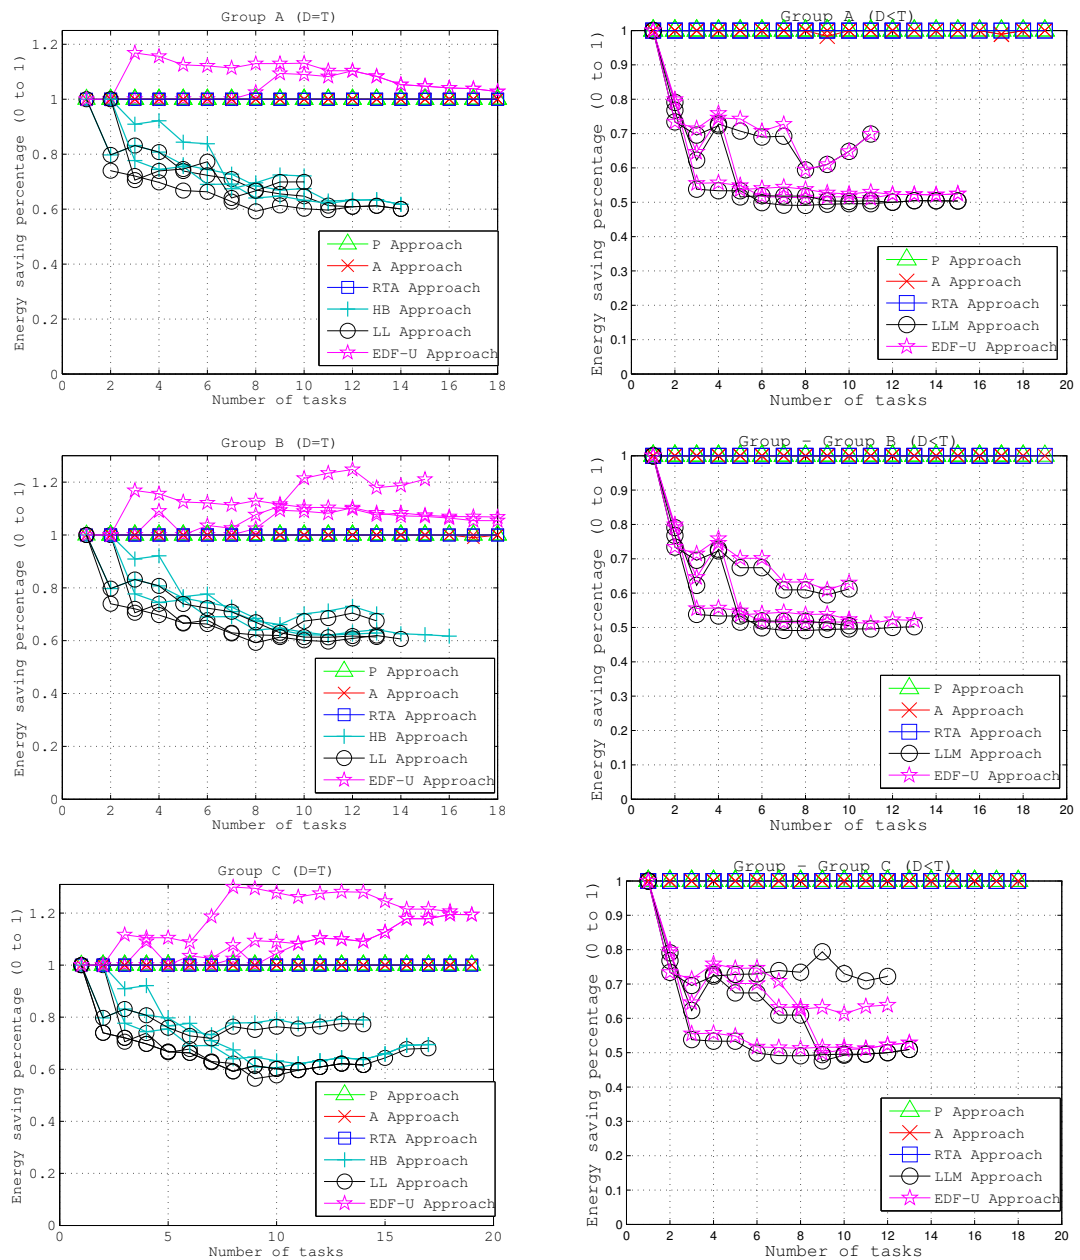 Group A (D=T)
Energy saving percentage (0 to 1)
1.2
1
0.8
0.6
0.4
0.2
0
P Approach
A Approach
RTA Approach
HB Approach
LL Approach
EDF-U Approach
0 2 4 6 8 10 12 14 16 18
Number of tasks
Group A (D<T)
Energy saving percentage (0 to 1)
1
0.9
0.8
0.7
0.6
0.5
0.4
0.3
0.2
0.1
0
P Approach
A Approach
RTA Approach
LLM Approach
EDF-U Approach
0 2 4 6 8 10 12 14 16 18 20
Number of tasks
Group B (D=T)
Energy saving percentage (0 to 1)
1.2
1
0.8
0.6
0.4
0.2
0
P Approach
A Approach
RTA Approach
HB Approach
LL Approach
EDF-U Approach
0 2 4 6 8 10 12 14 16 18
Number of tasks
Group - Group B (D<T)
Energy saving percentage (0 to 1)
1
0.9
0.8
0.7
0.6
0.5
0.4
0.3
0.2
0.1
0
P Approach
A Approach
RTA Approach
LLM Approach
EDF-U Approach
0 2 4 6 8 10 12 14 16 18 20
Number of tasks
Group C (D=T)
Energy saving percentage (0 to 1)
1.2
1
0.8
0.6
0.4
0.2
0
P Approach
A Approach
RTA Approach
HB Approach
LL Approach
EDF-U Approach
0 5 10 15 20
Number of tasks
Group - Group C (D<T)
Energy saving percentage (0 to 1)
1
0.9
0.8
0.7
0.6
0.5
0.4
0.3
0.2
0.1
0
P Approach
A Approach
RTA Approach
LLM Approach
EDF-U Approach
0 2 4 6 8 10 12 14 16 18 20
Number of tasks